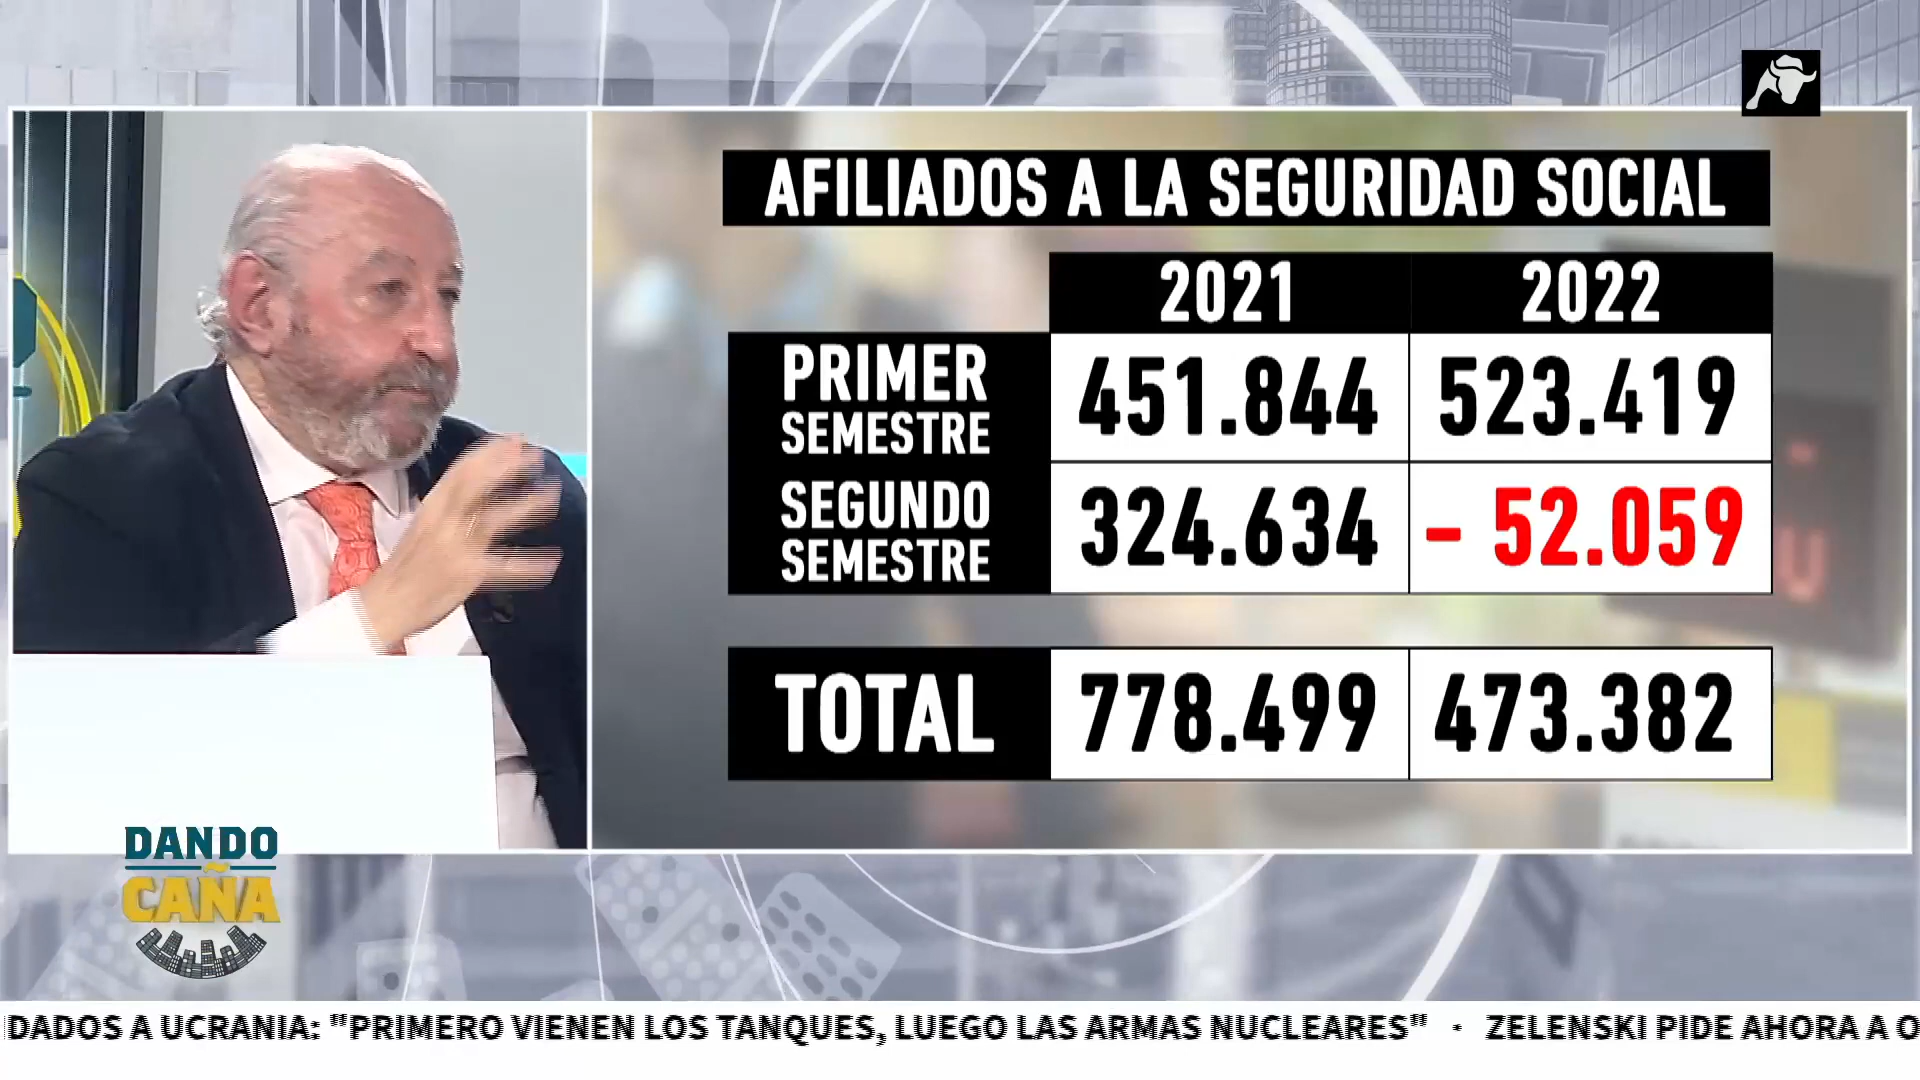 AFILIADOS A LA SEGURIDAD SOCIAL
2021 2022
PRIMER SEMESTRE 451.844 523.419
SEGUNDO SEMESTRE 324.634 - 52.059
TOTAL 778.499 473.382
DANDO
CAÑA
DADOS A UCRANIA: "PRIMERO VIENEN LOS TANQUES, LUEGO LAS ARMAS NUCLEARES" · ZELENSKI PIDE AHORA A O